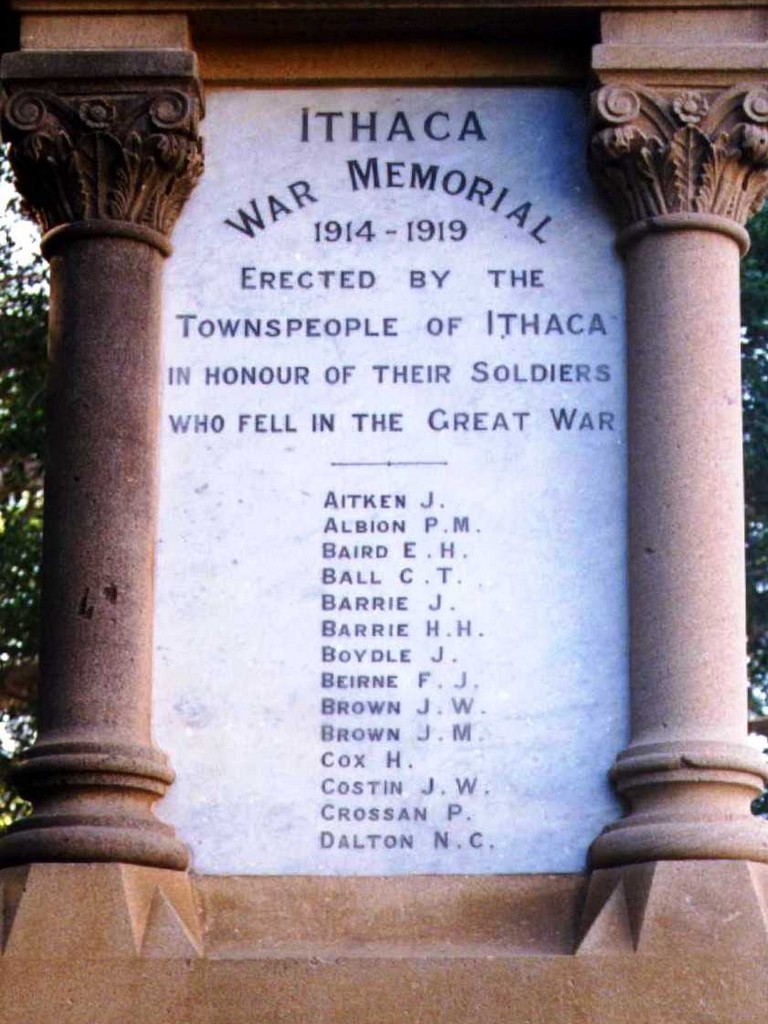 ITHACA
WAR MEMORIAL
1914 - 1919
ERECTED BY THE
TOWNSPEOPLE OF ITHACA
IN HONOUR OF THEIR SOLDIERS
WHO FELL IN THE GREAT WAR
AITKEN J.
ALBION P.M.
BAIRD E.H.
BALL C.T.
BARRIE J.
BARRIE H.H.
BOYDLE J.
BEIRNE F.J.
BROWN J.W.
BROWN J.M.
COX H.
COSTIN J.W.
CROSSAN P.
DALTON N.C.